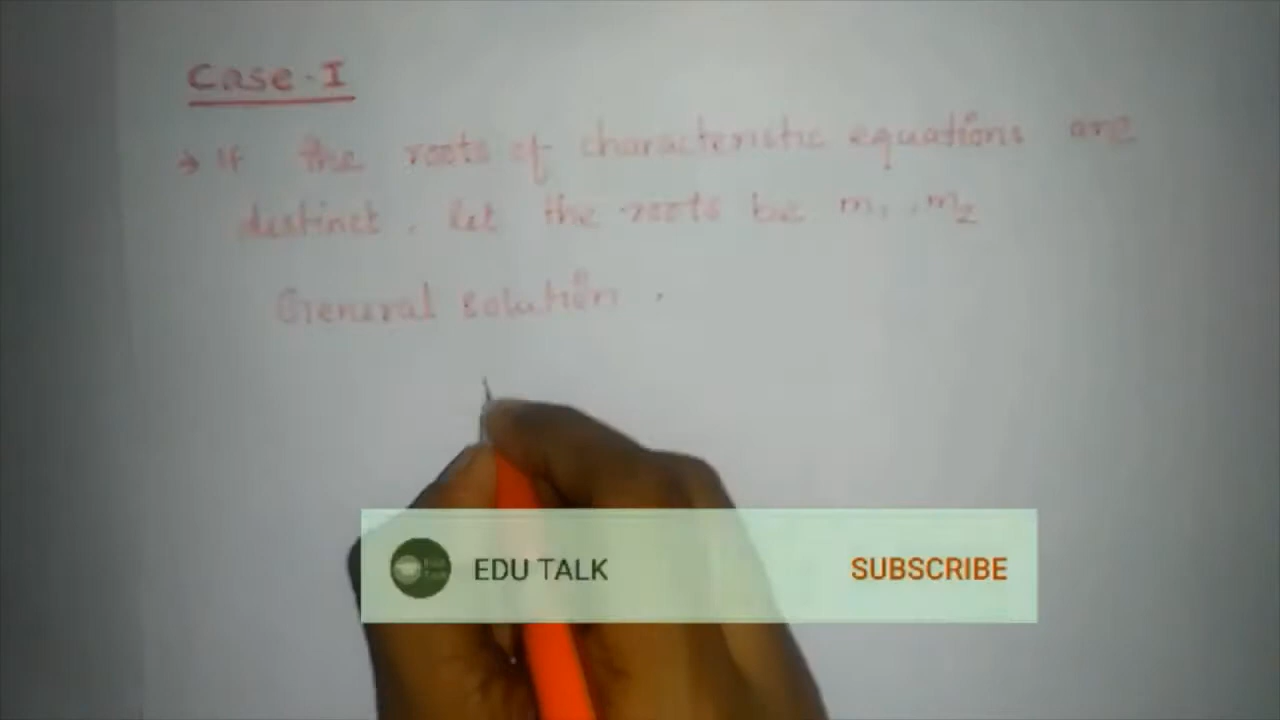 Case-I
→ If the roots of characteristic equations are
distinct, let the roots be m₁, m₂
General solution.
EDU TALK SUBSCRIBE